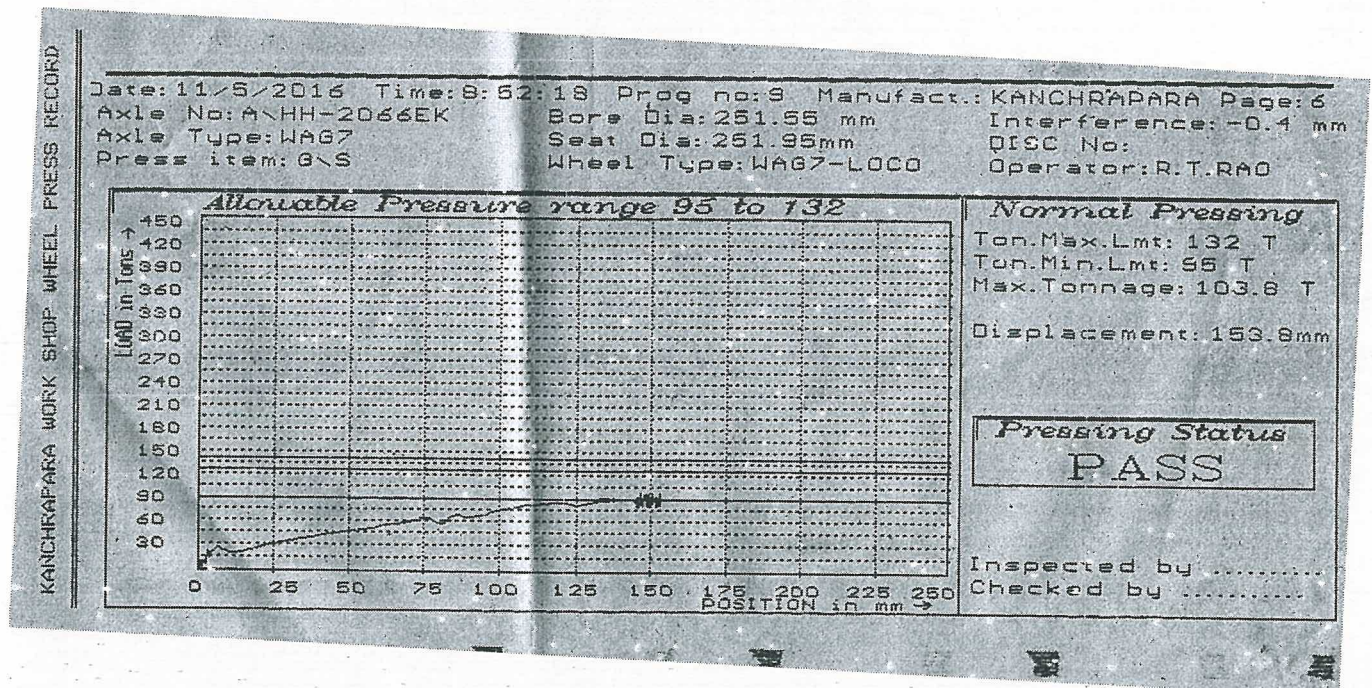 KANCHRAPARA WORK SHOP WHEEL PRESS RECORD
Date:11/5/2016 Time:8:52:18 Prog no:9 Manufact.:KANCHRAPARA Page:6
Axle No:A\HH-2066EK Bore Dia:251.55 mm Interference:-0.4 mm
Axle Type:WAG7 Seat Dia:251.95mm DISC No:
Press item:G\S Wheel Type:WAG7-LOCO Operator:R.T.RAO
Allowable Pressure range 95 to 132
LOAD in Tons →
450
420
390
360
330
300
270
240
210
180
150
120
90
60
30
0 25 50 75 100 125 150 175 200 225 250
POSITION in mm →
Normal Pressing
Ton.Max.Lmt: 132 T
Ton.Min.Lmt: 95 T
Max.Tonnage: 103.8 T
Displacement: 153.8mm
Pressing Status
PASS
Inspected by ..........
Checked by ...........